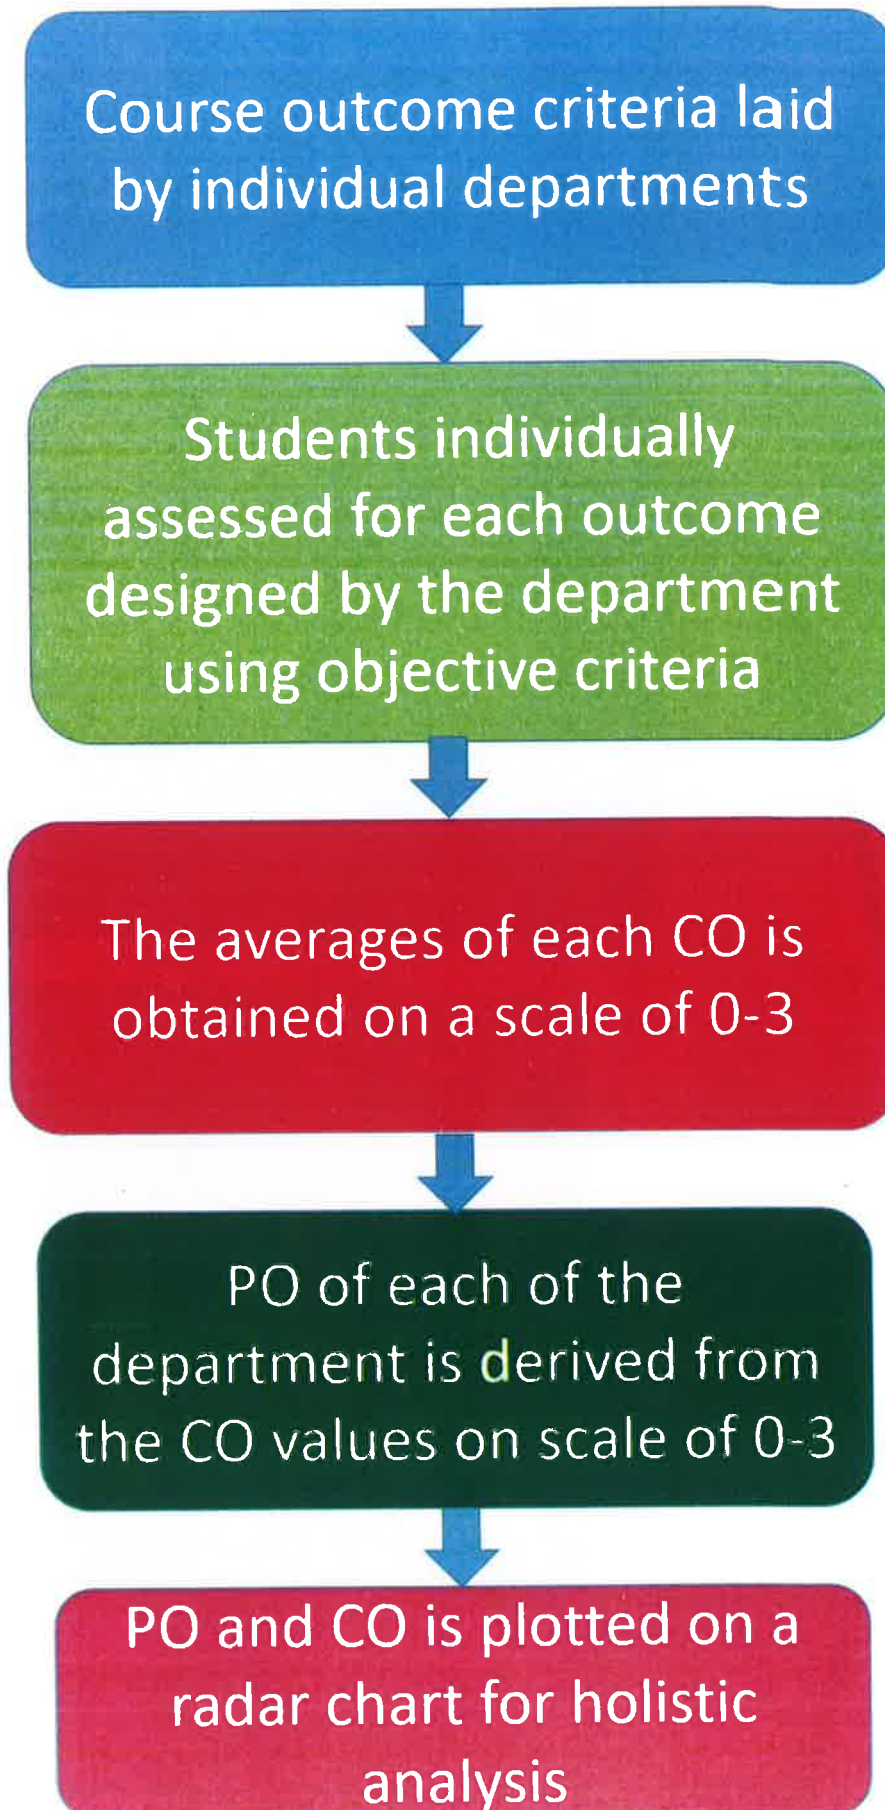 Course outcome criteria laid
by individual departments
Students individually
assessed for each outcome
designed by the department
using objective criteria
The averages of each CO is
obtained on a scale of 0-3
PO of each of the
department is derived from
the CO values on scale of 0-3
PO and CO is plotted on a
radar chart for holistic
analysis